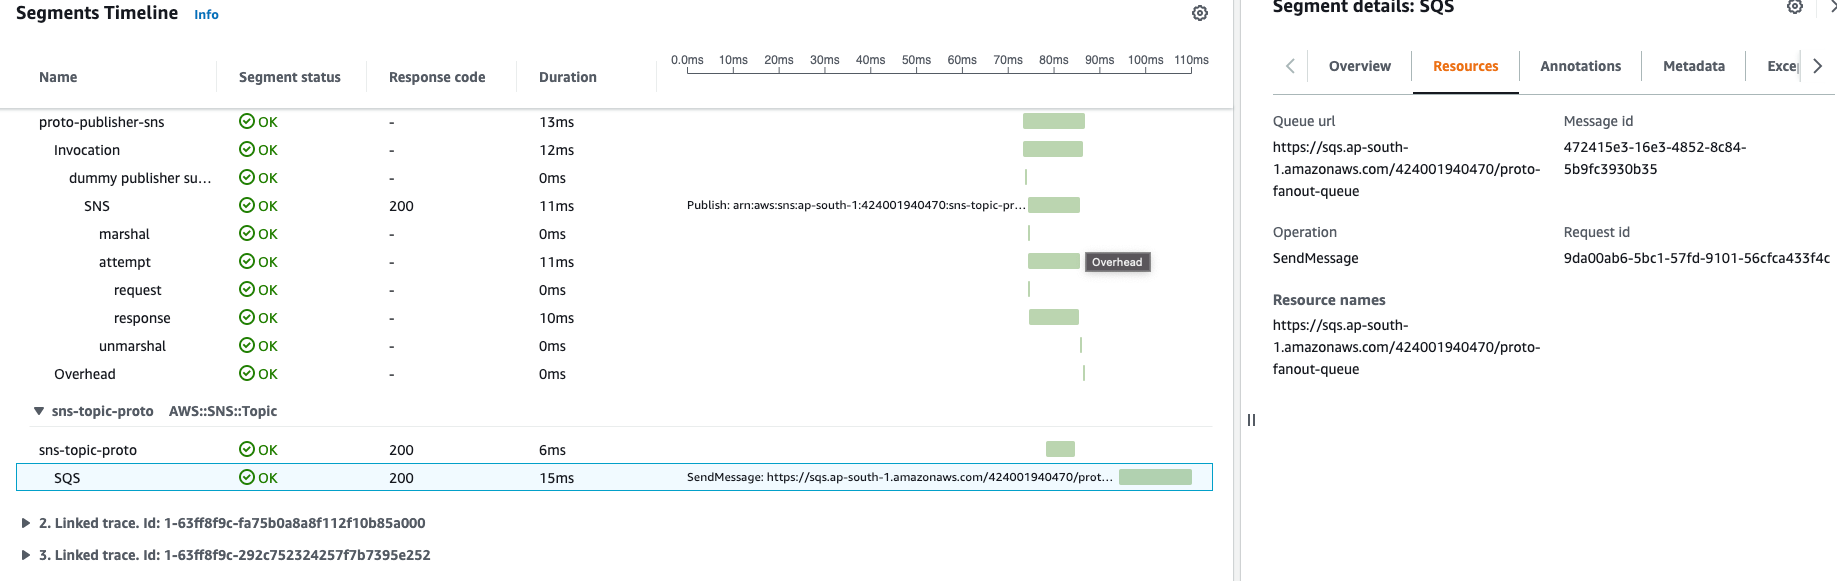 Segments Timeline Info
Name Segment status Response code Duration 0.0ms 10ms 20ms 30ms 40ms 50ms 60ms 70ms 80ms 90ms 100ms 110ms
proto-publisher-sns OK - 13ms
Invocation OK - 12ms
dummy publisher su... OK - 0ms
SNS OK 200 11ms Publish: arn:aws:sns:ap-south-1:424001940470:sns-topic-pr...
marshal OK - 0ms
attempt OK - 11ms Overhead
request OK - 0ms
response OK - 10ms
unmarshal OK - 0ms
Overhead OK - 0ms
sns-topic-proto AWS::SNS::Topic
sns-topic-proto OK 200 6ms
SQS OK 200 15ms SendMessage: https://sqs.ap-south-1.amazonaws.com/424001940470/prot...
2. Linked trace. Id: 1-63ff8f9c-fa75b0a8a8f112f10b85a000
3. Linked trace. Id: 1-63ff8f9c-292c752324257f7b7395e252
Segment details: SQS
Overview Resources Annotations Metadata Exce
Queue url
https://sqs.ap-south-
1.amazonaws.com/424001940470/proto-
fanout-queue
Message id
472415e3-16e3-4852-8c84-
5b9fc3930b35
Operation
SendMessage
Request id
9da00ab6-5bc1-57fd-9101-56cfca433f4c
Resource names
https://sqs.ap-south-
1.amazonaws.com/424001940470/proto-
fanout-queue